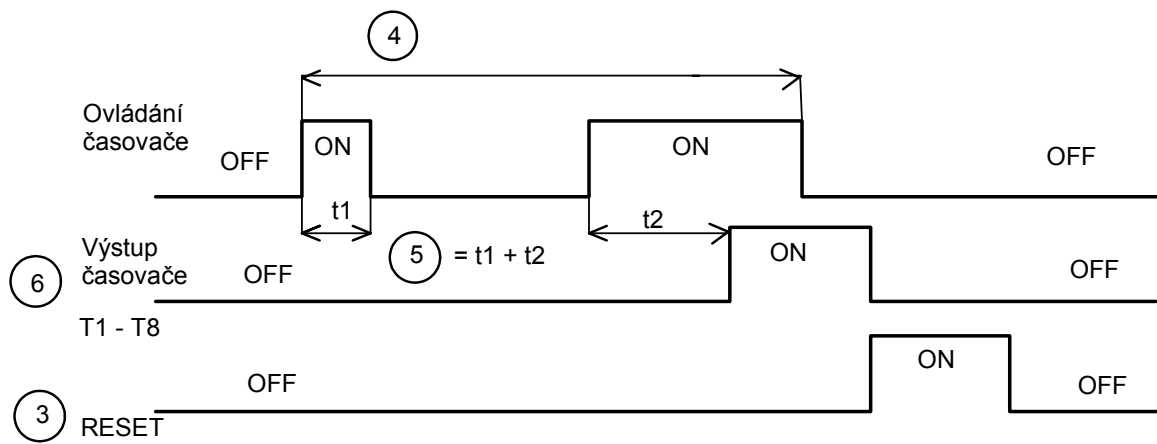 4
Ovládání
časovače
OFF
ON
ON
OFF
t1
t2
Výstup
časovače
5 = t1 + t2
ON
6
OFF
OFF
T1 - T8
ON
OFF
OFF
3
RESET